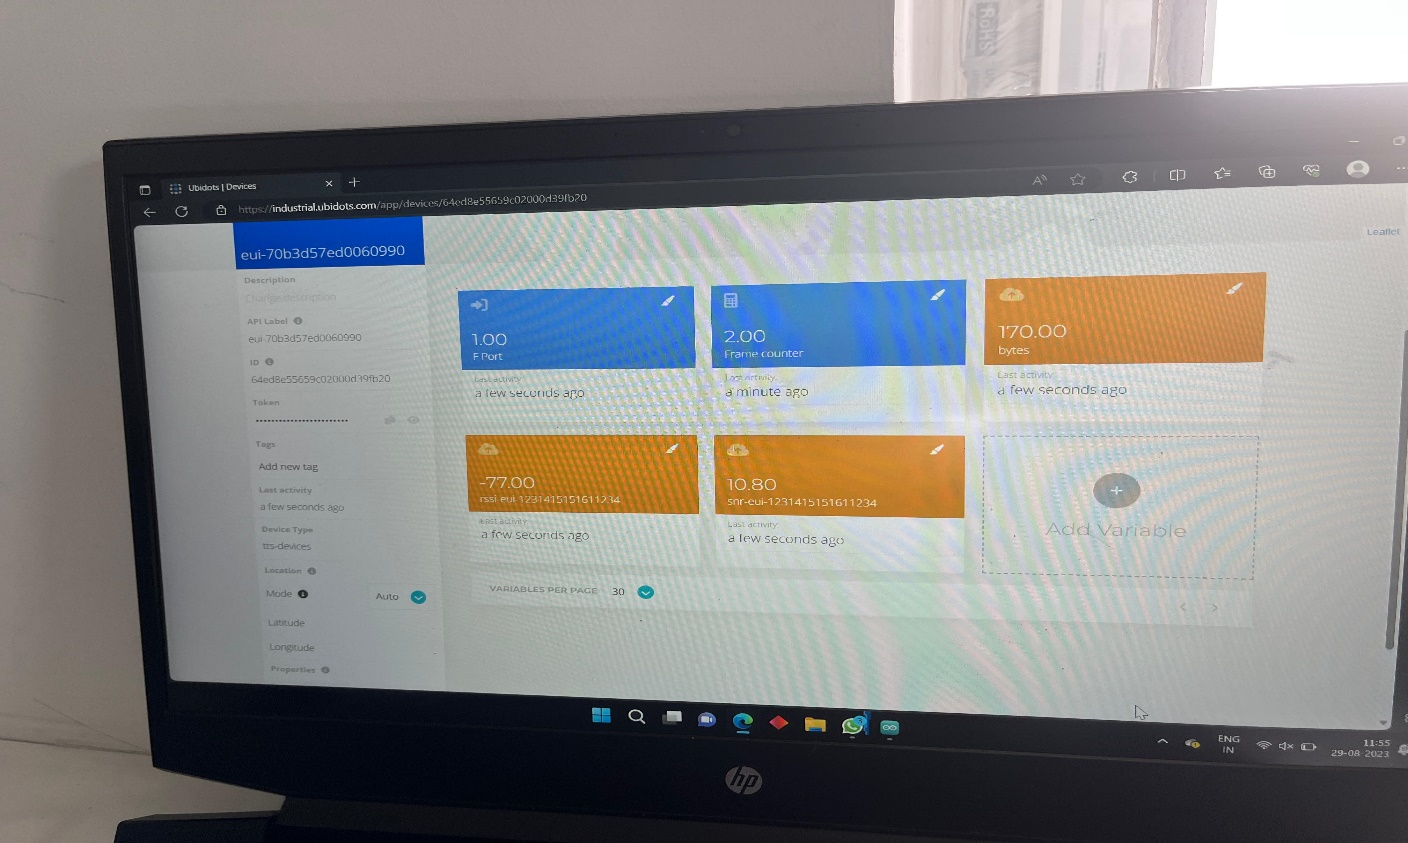 RoHS
Ubidots | Devices
https://industrial.ubidots.com/app/devices/64ed8e55659c02000d39fb20
Leaflet
eui-70b3d57ed0060990
Description
Change description
API Label
eui-70b3d57ed0060990
ID
64ed8e55659c02000d39fb20
Token
Tags
Add new tag
Last activity
a few seconds ago
Device Type
tts-devices
Location
Mode
Auto
Latitude
Longitude
Properties
1.00
F Port
Last activity
a few seconds ago
2.00
Frame counter
Last activity
a minute ago
170.00
bytes
Last activity
a few seconds ago
-77.00
rssi-eui-1231415151611234
Last activity
a few seconds ago
10.80
snr-eui-1231415151611234
Last activity
a few seconds ago
Add Variable
VARIABLES PER PAGE 30
ENG
IN
11:55
29-08-2023
hp